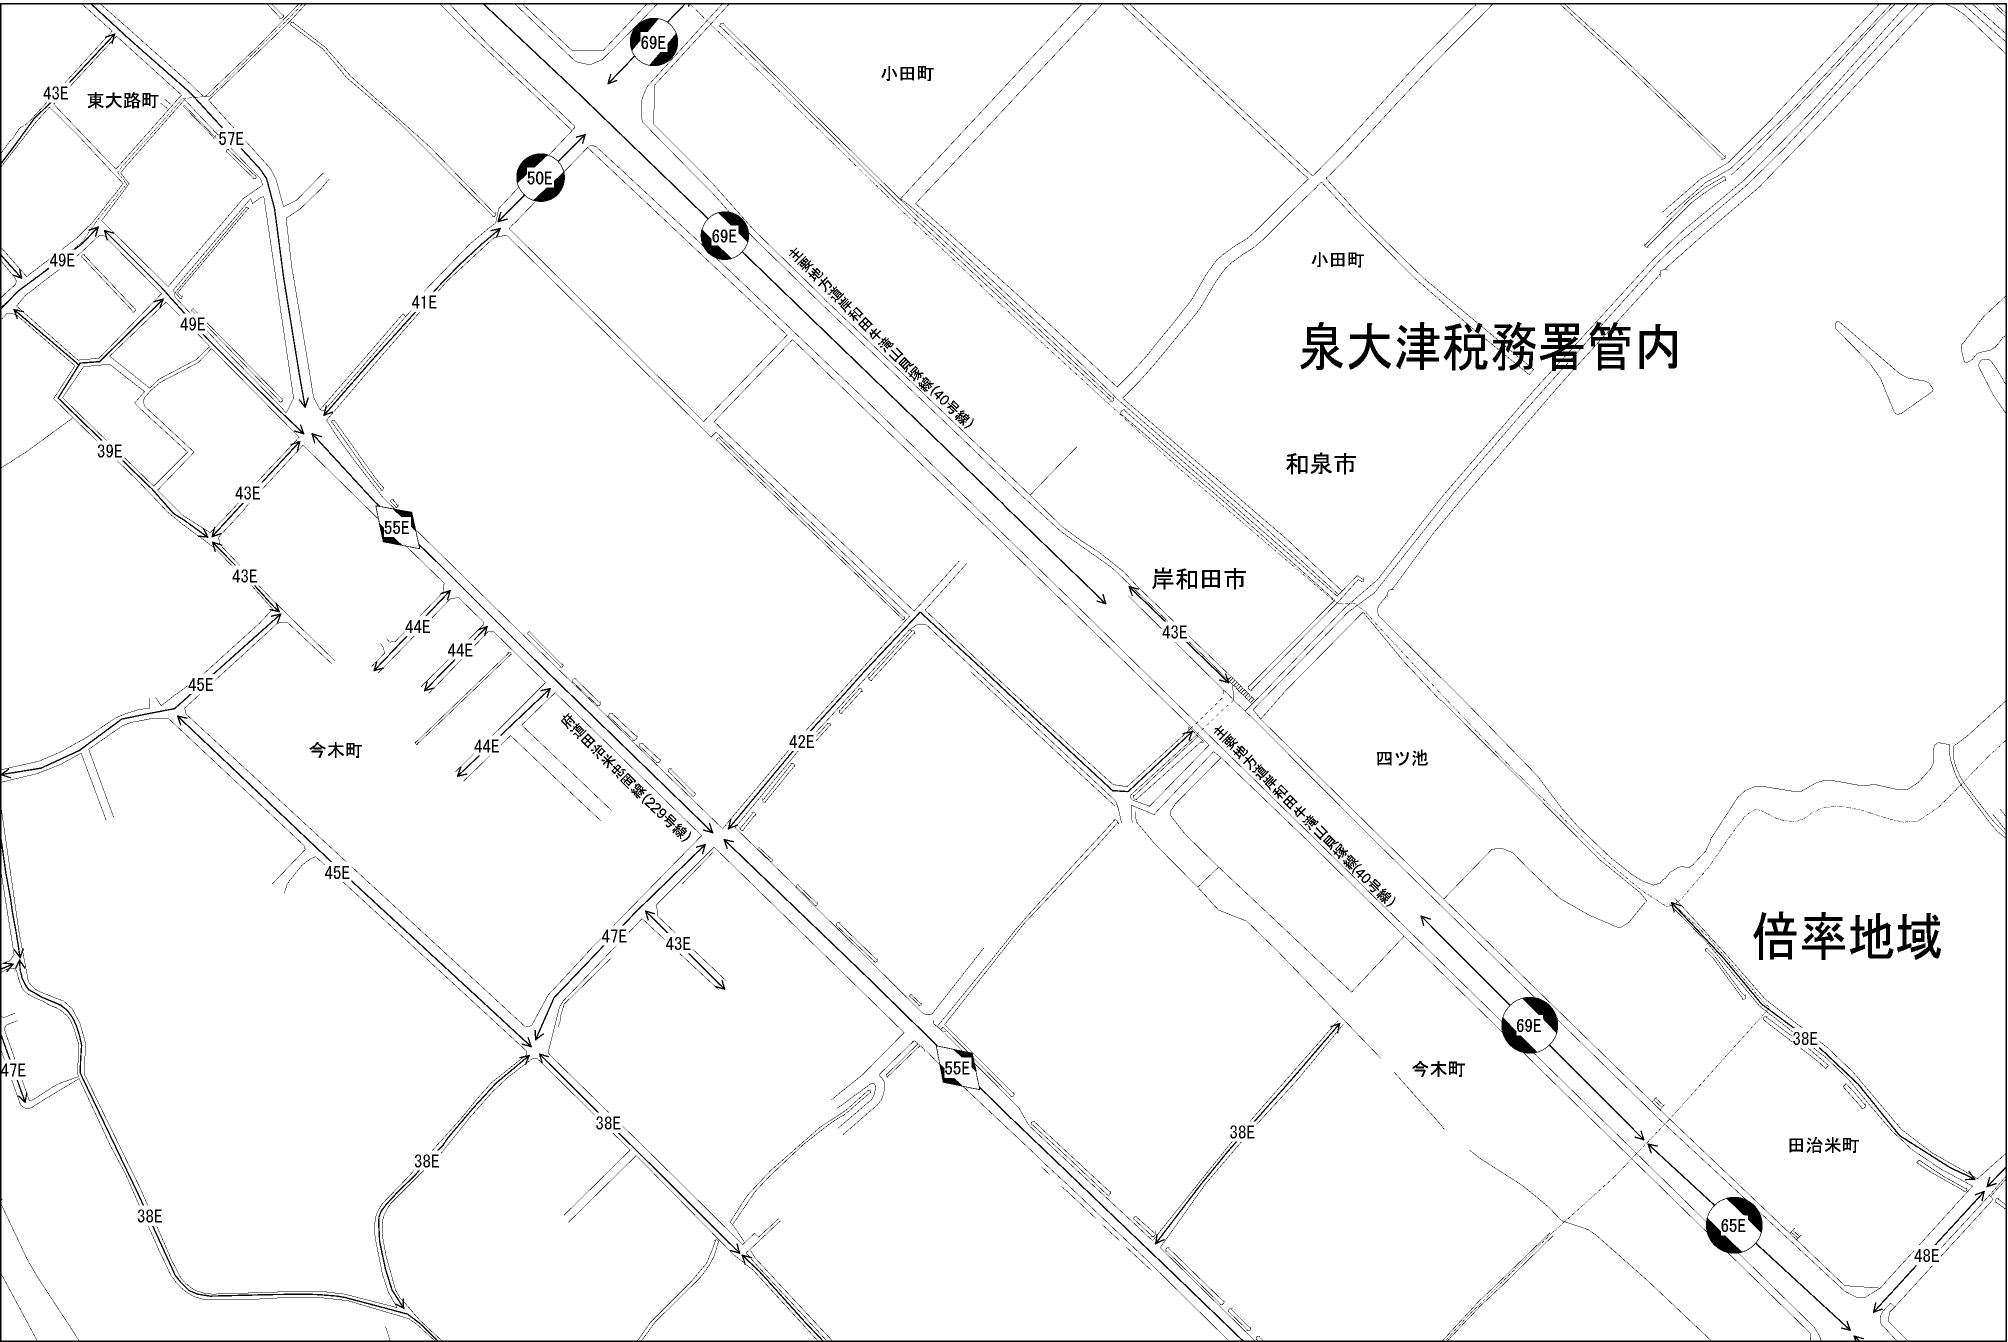 69E
小田町
43E
東大路町
57E
50E
69E
49E
小田町
主要地方道岸和田牛滝山貝塚線(40号線)
41E
49E
泉大津税務署管内
39E
和泉市
43E
55E
43E
岸和田市
44E
43E
44E
45E
44E
今木町
府道田治米忠岡線(229号線)
42E
主要地方道岸和田牛滝山貝塚線(40号線)
四ツ池
45E
47E
43E
倍率地域
69E
38E
47E
55E
今木町
38E
38E
田治米町
38E
38E
65E
48E